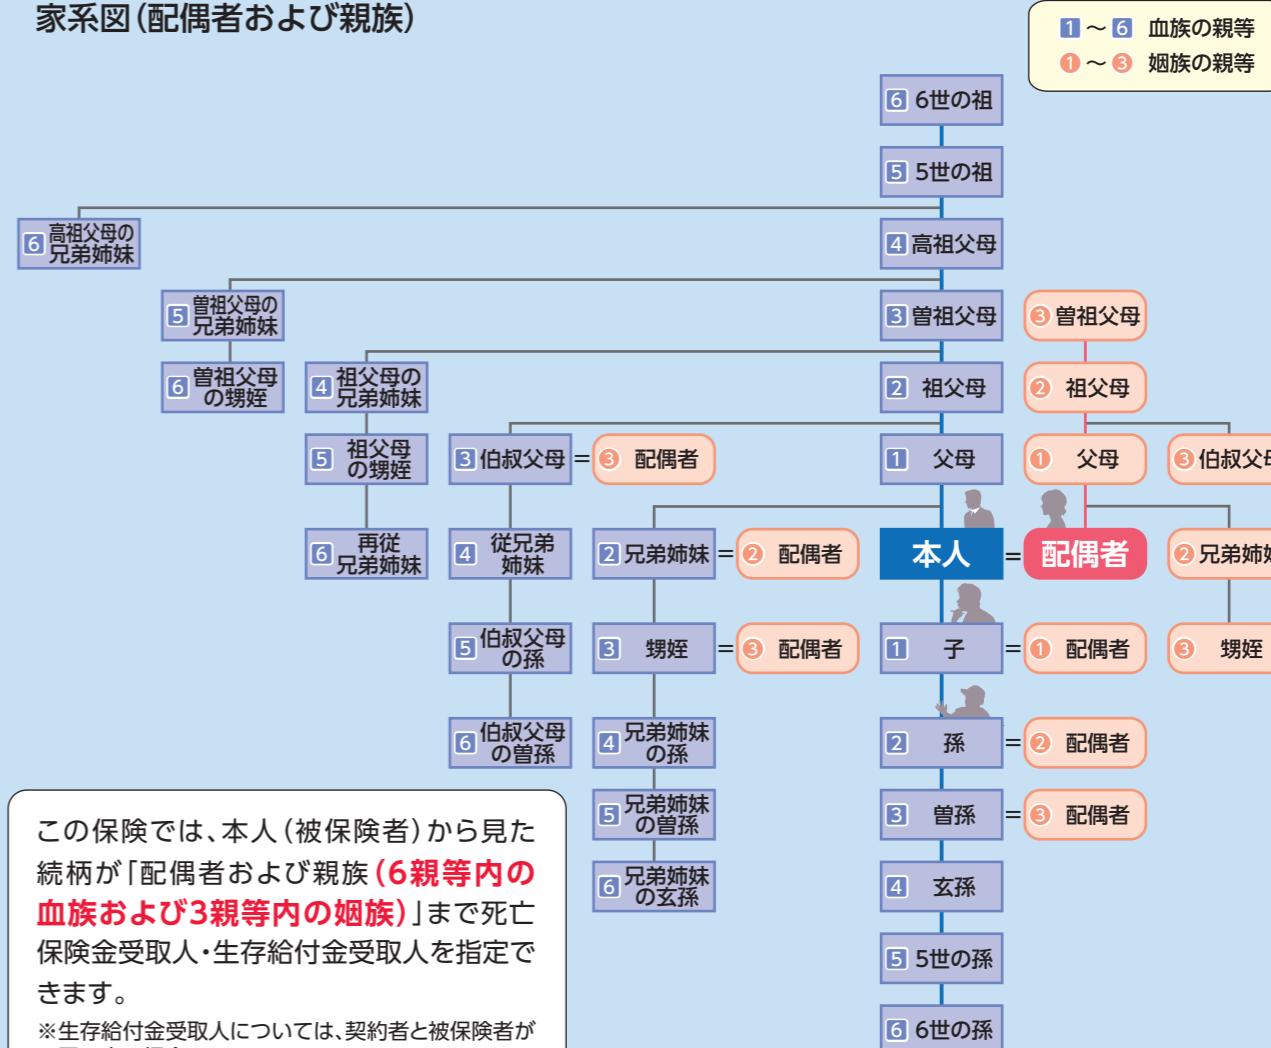 家系図(配偶者および親族)
1～6 血族の親等
1～3 姻族の親等
6 6世の祖
5 5世の祖
6 高祖父母の
兄弟姉妹
4 高祖父母
5 曽祖父母の
兄弟姉妹
3 曽祖父母
3 曽祖父母
6 曽祖父母
の甥姪
4 祖父母の
兄弟姉妹
2 祖父母
2 祖父母
5 祖父母
の甥姪
3 伯叔父母 = 3 配偶者
1 父母
1 父母
3 伯叔父母
6 再従
兄弟姉妹
4 従兄弟
姉妹
2 兄弟姉妹 = 2 配偶者
本人 = 配偶者
2 兄弟姉妹
5 伯叔父母
の孫
3 甥姪 = 3 配偶者
1 子 = 1 配偶者
3 甥姪
6 伯叔父母
の曽孫
4 兄弟姉妹
の孫
2 孫 = 2 配偶者
5 兄弟姉妹
の曽孫
3 曽孫 = 3 配偶者
6 兄弟姉妹
の玄孫
4 玄孫
5 5世の孫
6 6世の孫
この保険では、本人(被保険者)から見た
続柄が「配偶者および親族(6親等内の
血族および3親等内の姻族)」まで死亡
保険金受取人・生存給付金受取人を指定で
きます。
※生存給付金受取人については、契約者と被保険者が